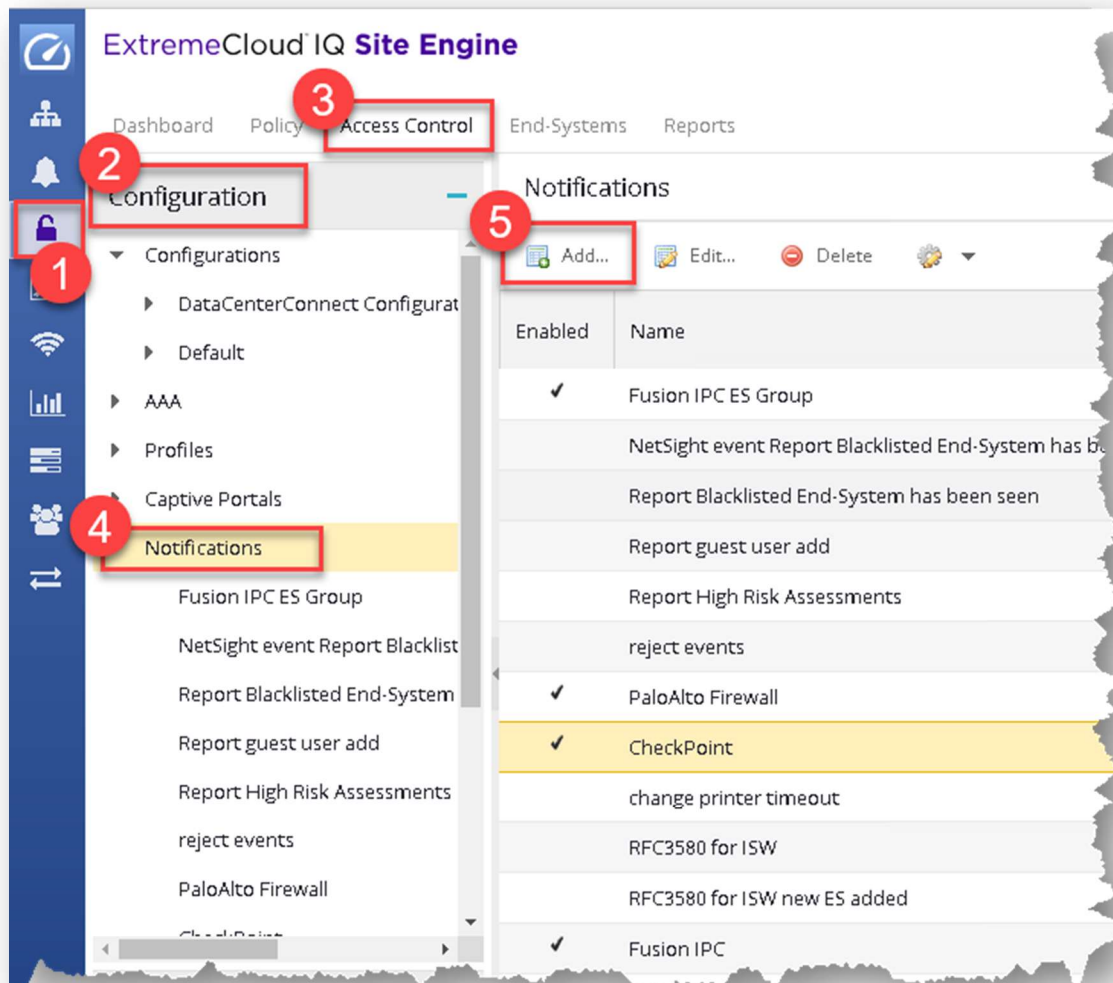 ExtremeCloud IQ Site Engine
3
Dashboard Policy Access Control End-Systems Reports
2
Configuration
Notifications
5
1
Configurations
Add... Edit... Delete
DataCenterConnect Configurat
Enabled Name
Default
AAA
Fusion IPC ES Group
Profiles
NetSight event Report Blacklisted End-System has b
Captive Portals
Report Blacklisted End-System has been seen
4
Notifications
Report guest user add
Fusion IPC ES Group
Report High Risk Assessments
NetSight event Report Blacklist
reject events
Report Blacklisted End-System
PaloAlto Firewall
Report guest user add
CheckPoint
Report High Risk Assessments
change printer timeout
reject events
RFC3580 for ISW
PaloAlto Firewall
RFC3580 for ISW new ES added
CheckPoint
Fusion IPC